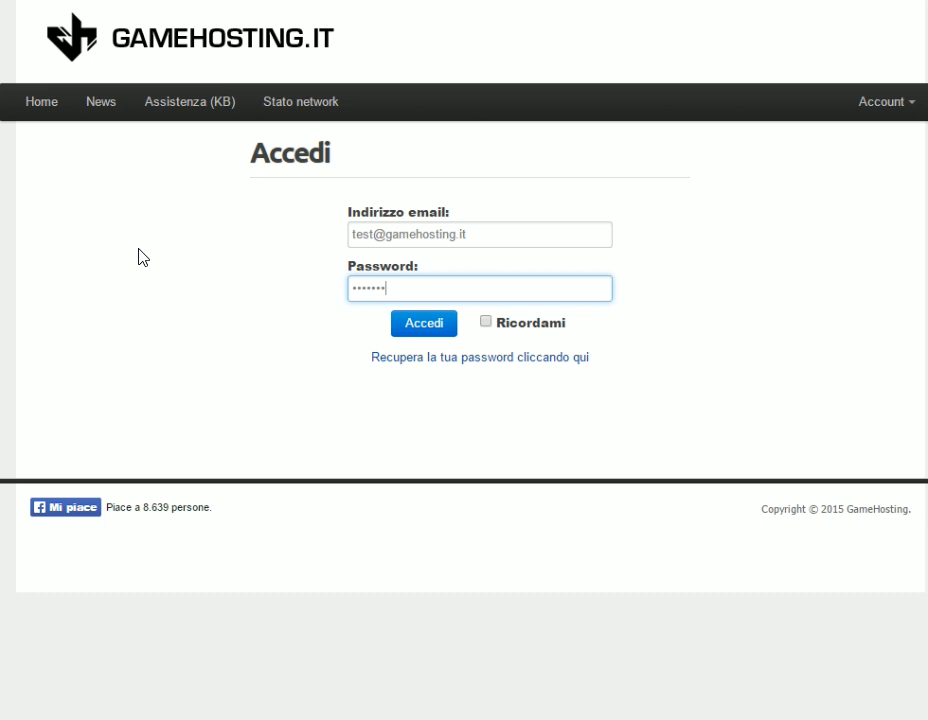 GAMEHOSTING.IT
Home News Assistenza (KB) Stato network Account
Accedi
Indirizzo email:
test@gamehosting.it
Password:
•••••••
Accedi Ricordami
Recupera la tua password cliccando qui
Mi piace Piace a 8.639 persone.
Copyright © 2015 GameHosting.